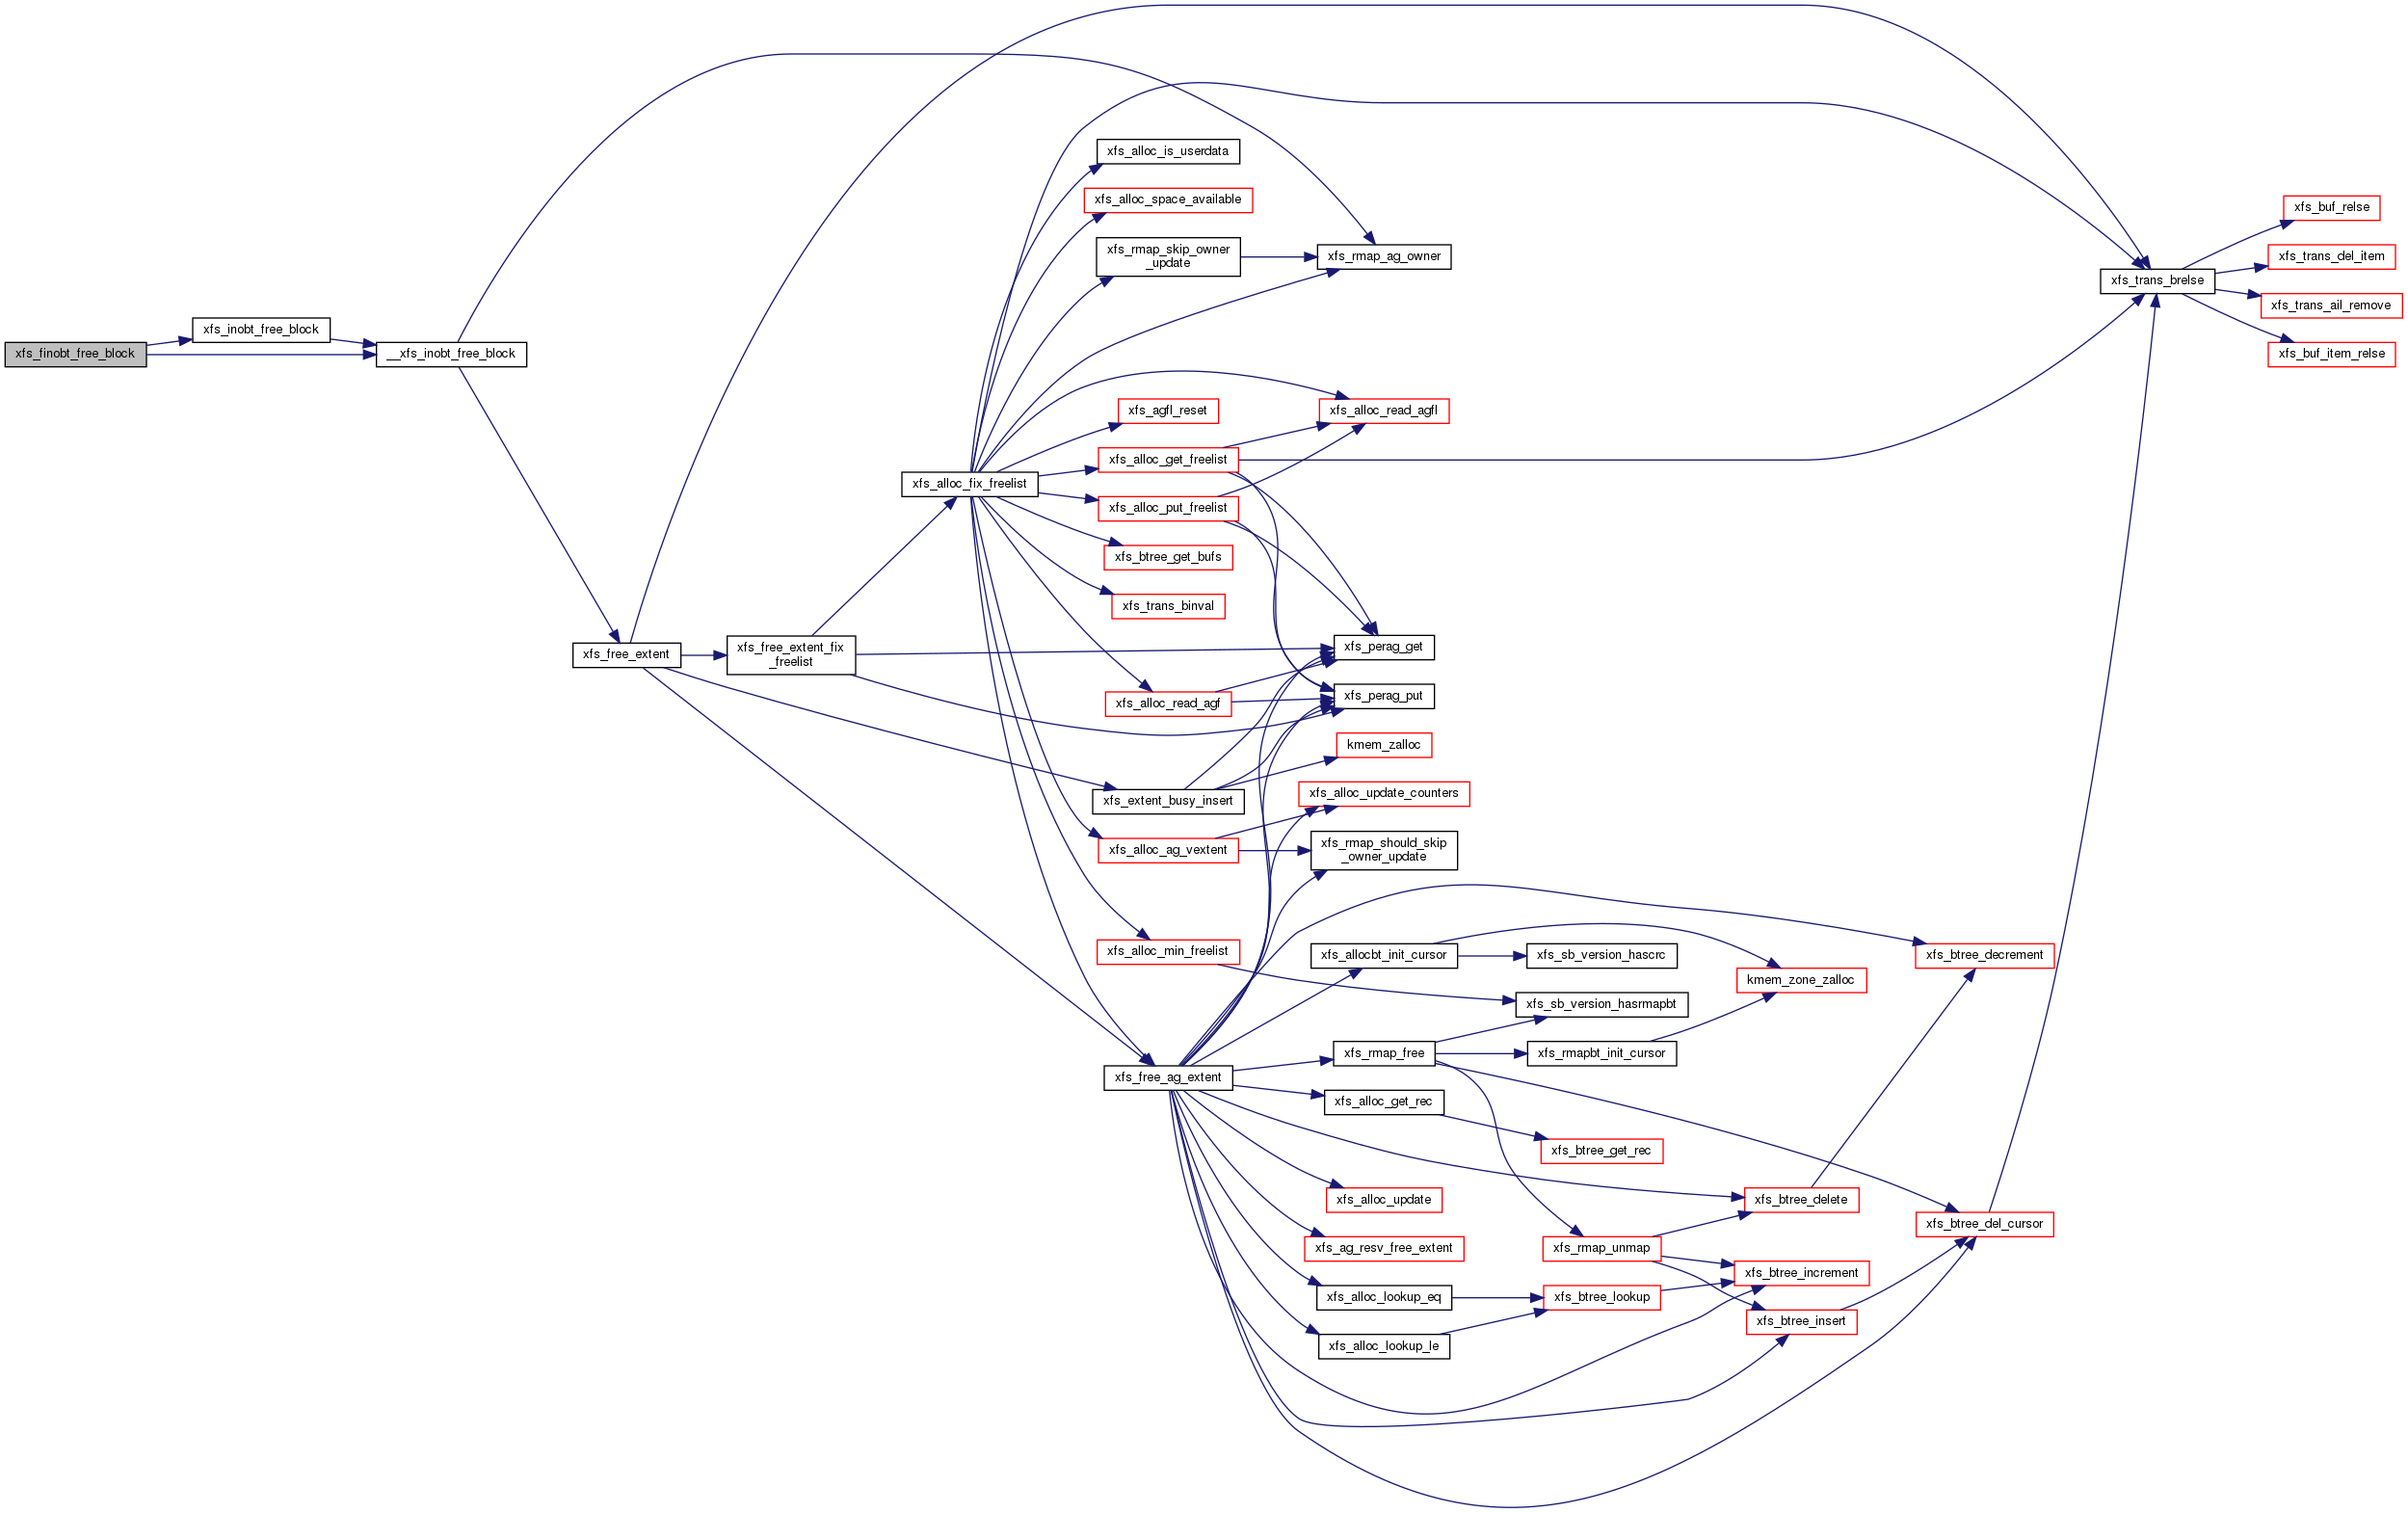 xfs_finobt_free_block
xfs_inobt_free_block
__xfs_inobt_free_block
xfs_free_extent
xfs_free_extent_fix
_freelist
xfs_alloc_fix_freelist
xfs_alloc_is_userdata
xfs_alloc_space_available
xfs_rmap_skip_owner
_update
xfs_agfl_reset
xfs_alloc_get_freelist
xfs_alloc_put_freelist
xfs_btree_get_bufs
xfs_trans_binval
xfs_alloc_read_agf
xfs_extent_busy_insert
xfs_alloc_ag_vextent
xfs_alloc_min_freelist
xfs_free_ag_extent
xfs_rmap_ag_owner
xfs_alloc_read_agfl
xfs_perag_get
xfs_perag_put
kmem_zalloc
xfs_alloc_update_counters
xfs_rmap_should_skip
_owner_update
xfs_allocbt_init_cursor
xfs_rmap_free
xfs_alloc_get_rec
xfs_alloc_update
xfs_ag_resv_free_extent
xfs_alloc_lookup_eq
xfs_alloc_lookup_le
xfs_sb_version_hascrc
xfs_sb_version_hasrmapbt
xfs_rmapbt_init_cursor
xfs_btree_get_rec
xfs_rmap_unmap
xfs_btree_lookup
kmem_zone_zalloc
xfs_btree_delete
xfs_btree_increment
xfs_btree_insert
xfs_btree_decrement
xfs_btree_del_cursor
xfs_trans_brelse
xfs_buf_relse
xfs_trans_del_item
xfs_trans_ail_remove
xfs_buf_item_relse